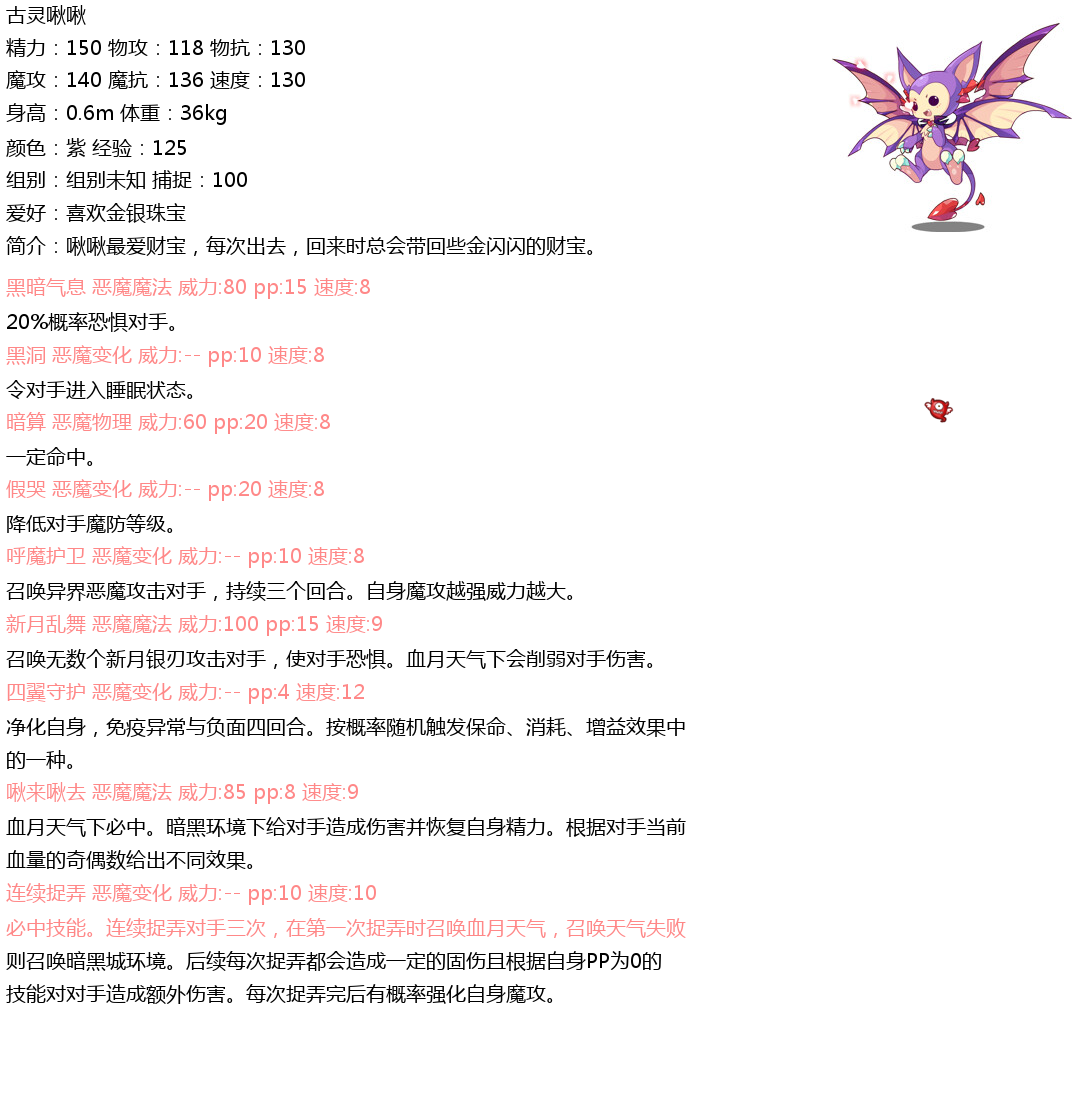 古灵啾啾
精力：150 物攻：118 物抗：130
魔攻：140 魔抗：136 速度：130
身高：0.6m 体重：36kg
颜色：紫 经验：125
组别：组别未知 捕捉：100
爱好：喜欢金银珠宝
简介：啾啾最爱财宝，每次出去，回来时总会带回些金闪闪的财宝。
黑暗气息 恶魔魔法 威力:80 pp:15 速度:8
20%概率恐惧对手。
黑洞 恶魔变化 威力:-- pp:10 速度:8
令对手进入睡眠状态。
暗算 恶魔物理 威力:60 pp:20 速度:8
一定命中。
假哭 恶魔变化 威力:-- pp:20 速度:8
降低对手魔防等级。
呼魔护卫 恶魔变化 威力:-- pp:10 速度:8
召唤异界恶魔攻击对手，持续三个回合。自身魔攻越强威力越大。
新月乱舞 恶魔魔法 威力:100 pp:15 速度:9
召唤无数个新月银刃攻击对手，使对手恐惧。血月天气下会削弱对手伤害。
四翼守护 恶魔变化 威力:-- pp:4 速度:12
净化自身，免疫异常与负面四回合。按概率随机触发保命、消耗、增益效果中
的一种。
啾来啾去 恶魔魔法 威力:85 pp:8 速度:9
血月天气下必中。暗黑环境下给对手造成伤害并恢复自身精力。根据对手当前
血量的奇偶数给出不同效果。
连续捉弄 恶魔变化 威力:-- pp:10 速度:10
必中技能。连续捉弄对手三次，在第一次捉弄时召唤血月天气，召唤天气失败
则召唤暗黑城环境。后续每次捉弄都会造成一定的固伤且根据自身PP为0的
技能对对手造成额外伤害。每次捉弄完后有概率强化自身魔攻。